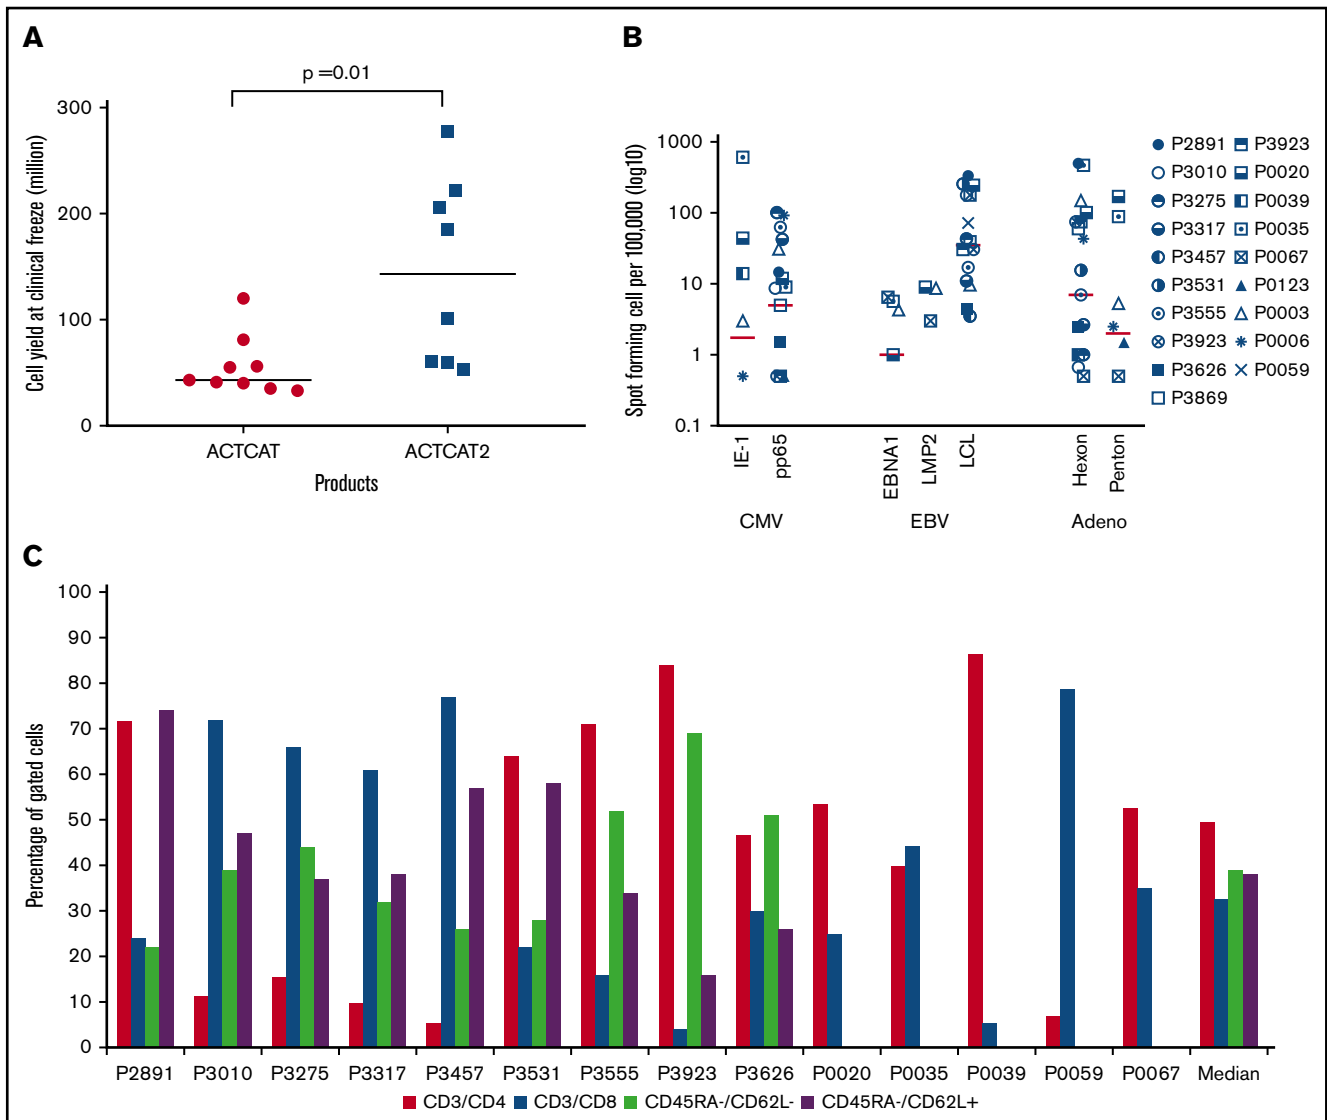 A
p =0.01
Cell yield at clinical freeze (million)
300
200
100
0
ACTCAT
ACTCAT2
Products
B
Spot forming cell per 100,000 (log10)
1000
100
10
1
0.1
IE-1
pp65
EBNA1
LMP2
LCL
Hexon
Penton
CMV
EBV
Adeno
P2891
P3010
P3275
P3317
P3457
P3531
P3555
P3923
P3626
P3869
P3923
P0020
P0039
P0035
P0067
P0123
P0003
P0006
P0059
C
Percentage of gated cells
100
90
80
70
60
50
40
30
20
10
0
P2891 P3010 P3275 P3317 P3457 P3531 P3555 P3923 P3626 P0020 P0035 P0039 P0059 P0067 Median
CD3/CD4 CD3/CD8 CD45RA-/CD62L- CD45RA-/CD62L+